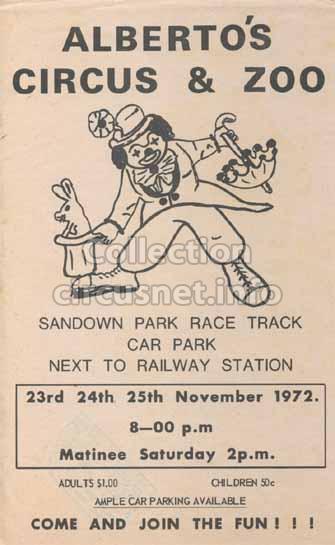 ALBERTO'S
CIRCUS & ZOO
Collection
circusnet.info
SANDOWN PARK RACE TRACK
CAR PARK
NEXT TO RAILWAY STATION
23rd 24th 25th November 1972.
8—00 p.m
Matinee Saturday 2p.m.
ADULTS $1.00 CHILDREN 50c
AMPLE CAR PARKING AVAILABLE
COME AND JOIN THE FUN ! ! !